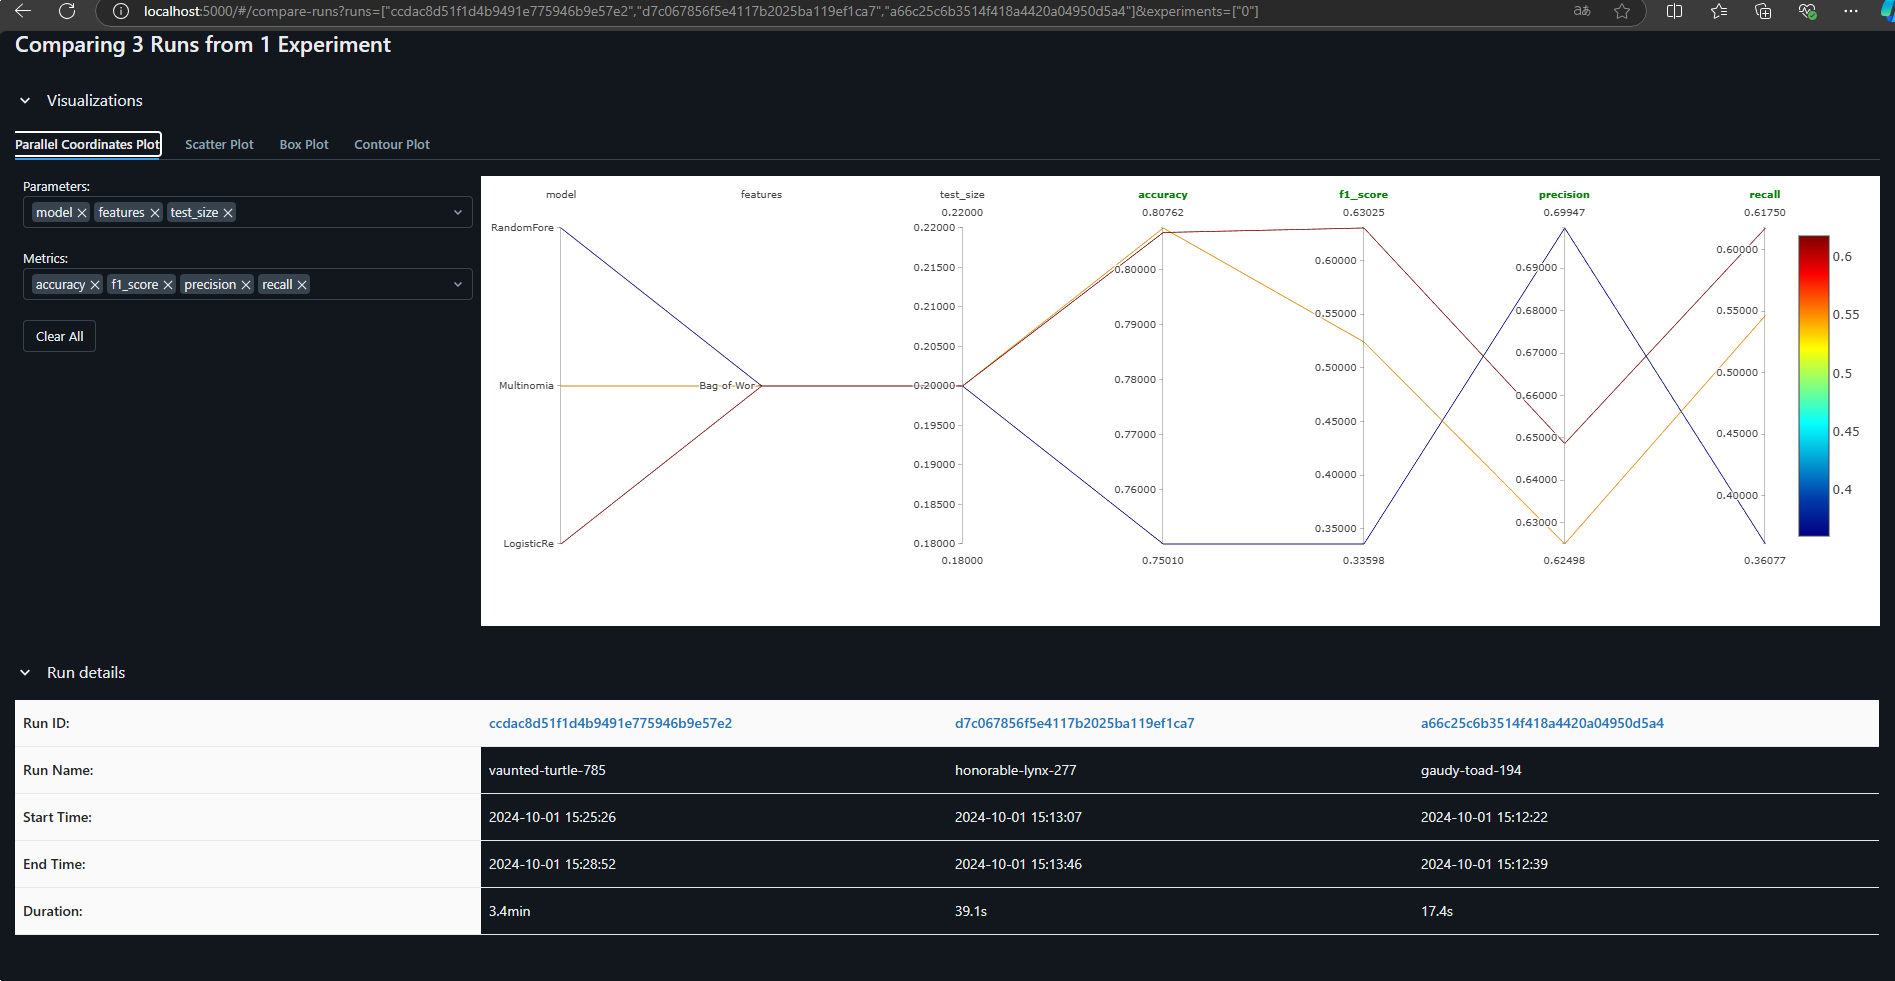 localhost:5000/#/compare-runs?runs=["ccdac8d51f1d4b9491e775946b9e57e2","d7c067856f5e4117b2025ba119ef1ca7","a66c25c6b3514f418a4420a04950d5a4"]&experiments=["0"]
aあ
Comparing 3 Runs from 1 Experiment
Visualizations
Parallel Coordinates Plot Scatter Plot Box Plot Contour Plot
Parameters:
model features test_size
Metrics:
accuracy f1_score precision recall
Clear All
model features test_size accuracy f1_score precision recall
0.22000 0.80762 0.63025 0.69947 0.61750
RandomFore
Multinomia
LogisticRe
Bag of Wor
0.22000
0.21500
0.21000
0.20500
0.20000
0.19500
0.19000
0.18500
0.18000
0.80000
0.79000
0.78000
0.77000
0.76000
0.60000
0.55000
0.50000
0.45000
0.40000
0.35000
0.69000
0.68000
0.67000
0.66000
0.65000
0.64000
0.63000
0.60000
0.55000
0.50000
0.45000
0.40000
0.18000 0.75010 0.33598 0.62498 0.36077
0.6
0.55
0.5
0.45
0.4
Run details
Run ID: ccdac8d51f1d4b9491e775946b9e57e2 d7c067856f5e4117b2025ba119ef1ca7 a66c25c6b3514f418a4420a04950d5a4
Run Name: vaunted-turtle-785 honorable-lynx-277 gaudy-toad-194
Start Time: 2024-10-01 15:25:26 2024-10-01 15:13:07 2024-10-01 15:12:22
End Time: 2024-10-01 15:28:52 2024-10-01 15:13:46 2024-10-01 15:12:39
Duration: 3.4min 39.1s 17.4s